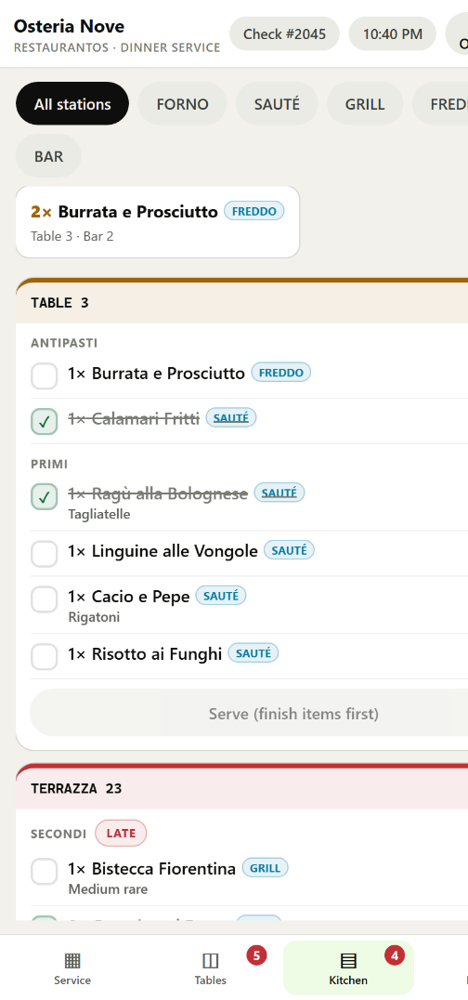 Osteria Nove
RESTAURANTOS · DINNER SERVICE
Check #2045
10:40 PM
All stations
FORNO
SAUTÉ
GRILL
BAR
2× Burrata e Prosciutto FREDDO
Table 3 · Bar 2
TABLE 3
ANTIPASTI
1× Burrata e Prosciutto FREDDO
1× Calamari Fritti SAUTÉ
PRIMI
1× Ragù alla Bolognese SAUTÉ
Tagliatelle
1× Linguine alle Vongole SAUTÉ
1× Cacio e Pepe SAUTÉ
Rigatoni
1× Risotto ai Funghi SAUTÉ
Serve (finish items first)
TERRAZZA 23
SECONDI LATE
1× Bistecca Fiorentina GRILL
Medium rare
Service
Tables 5
Kitchen 4